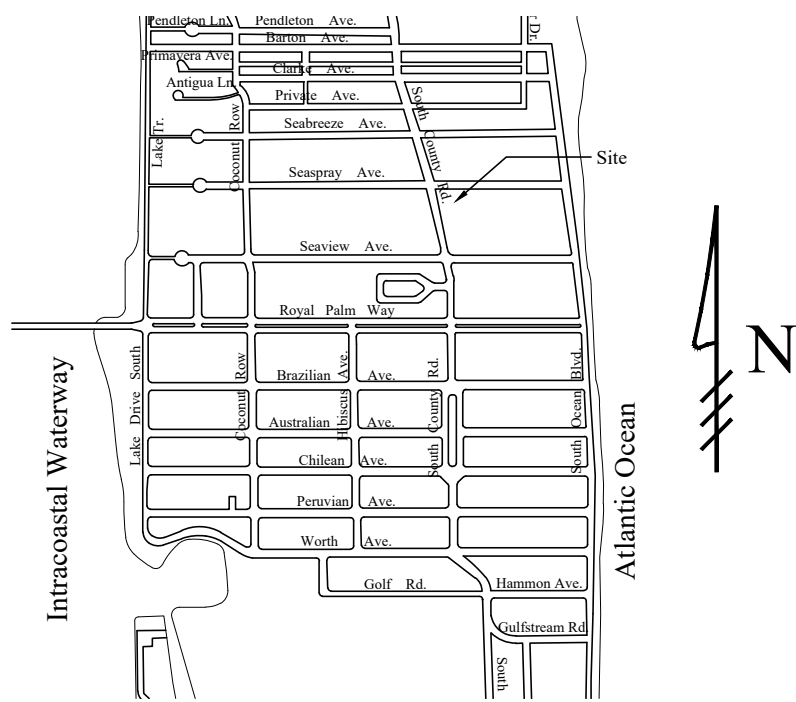 Pendleton Ln.
Pendleton Ave.
Barton Ave.
r Dr.
Primavera Ave.
Clarke Ave.
Antigua Ln.
Private Ave.
Seabreeze Ave.
Lake Tr.
Coconut Row
South County Rd.
Site
Seaspray Ave.
Seaview Ave.
Royal Palm Way
N
Lake Drive South
Coconut Row
Hibiscus Ave.
South County Rd.
South Ocean Blvd.
Brazilian Ave.
Australian Ave.
Chilean Ave.
Peruvian Ave.
Worth Ave.
Intracoastal Waterway
Atlantic Ocean
Golf Rd.
Hammon Ave.
Gulfstream Rd
South